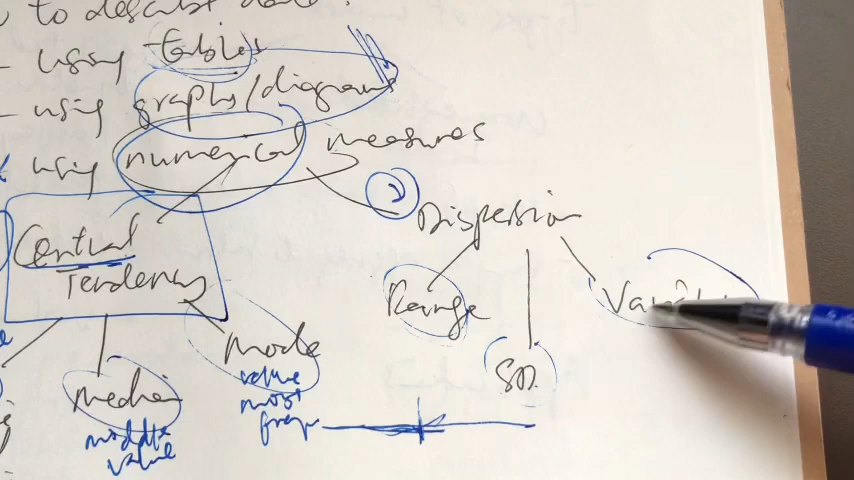 to describe data?
- using tables
- using graphs/diagrams
using numerical measures
2
Dispersion
Central
Tendency
Range
SD
Mode
value
most
freq
Median
middle
value